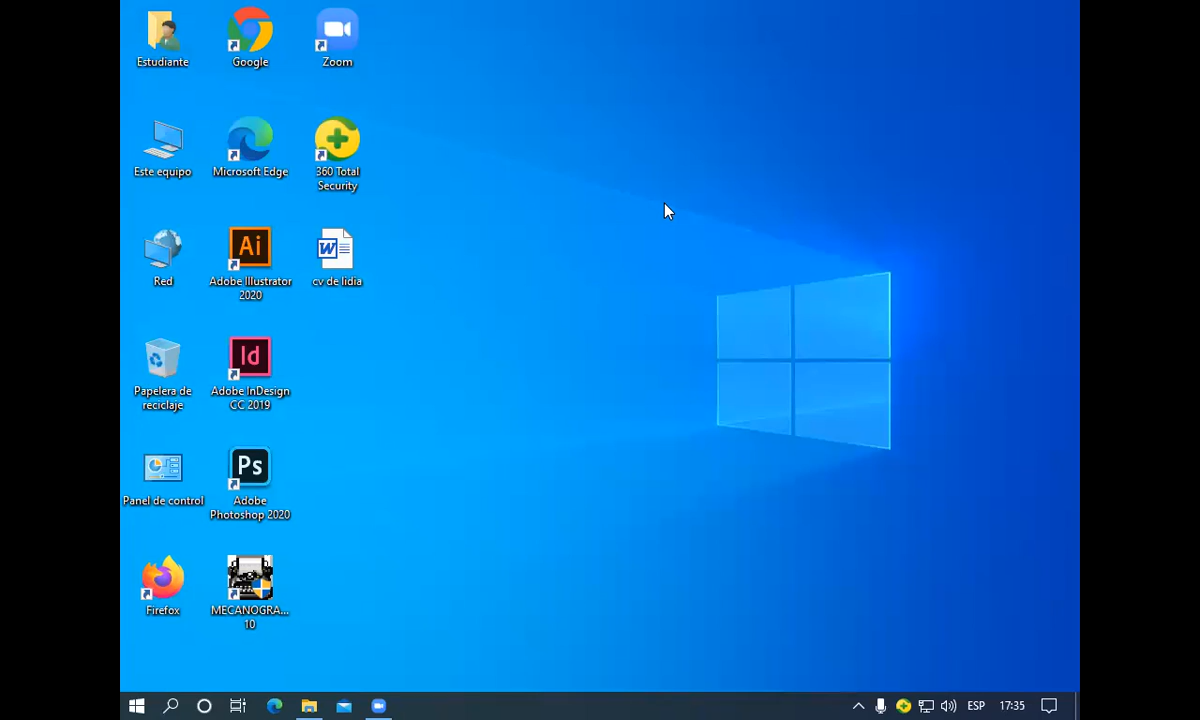 Estudiante
Google
Zoom
Este equipo
Microsoft Edge
360 Total
Security
Red
Ai
Adobe Illustrator
2020
W
cv de lidia
Papelera de
reciclaje
Id
Adobe InDesign
CC 2019
Panel de control
Ps
Adobe
Photoshop 2020
Firefox
MECANOGRA...
10
ESP
17:35